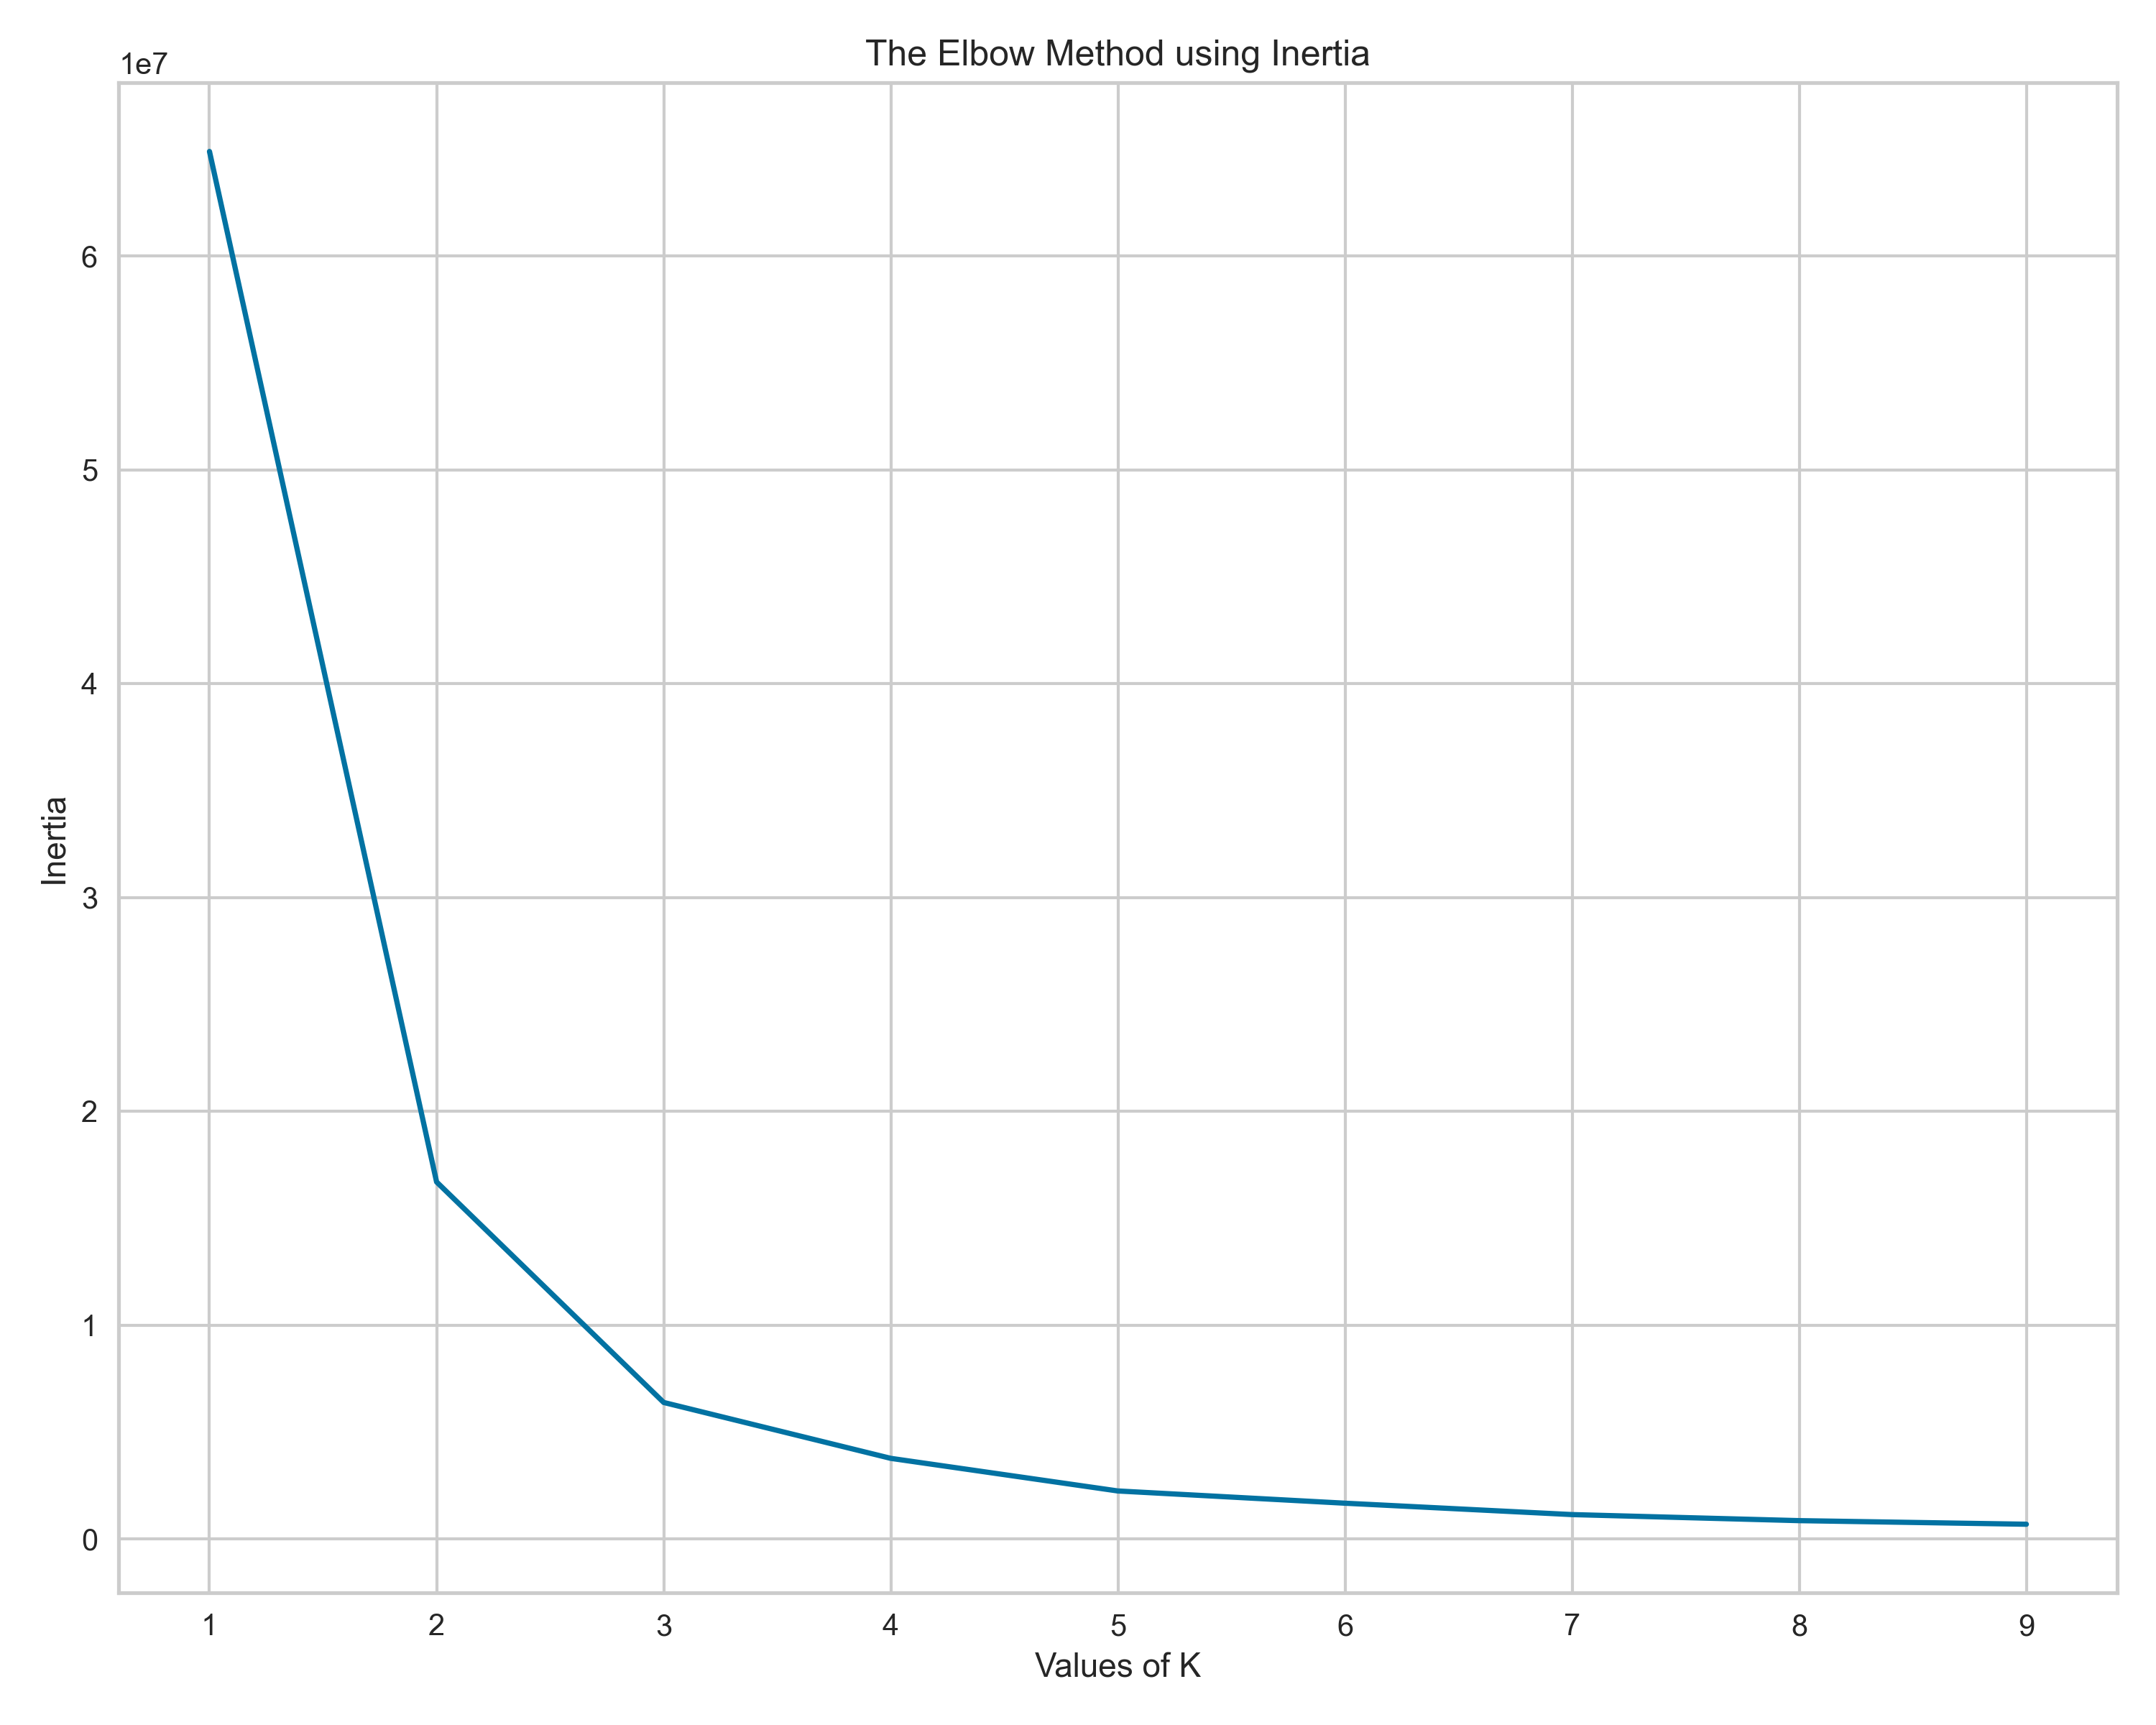 The Elbow Method using Inertia
1e7
6
5
4
3
2
1
0
Inertia
1 2 3 4 5 6 7 8 9
Values of K